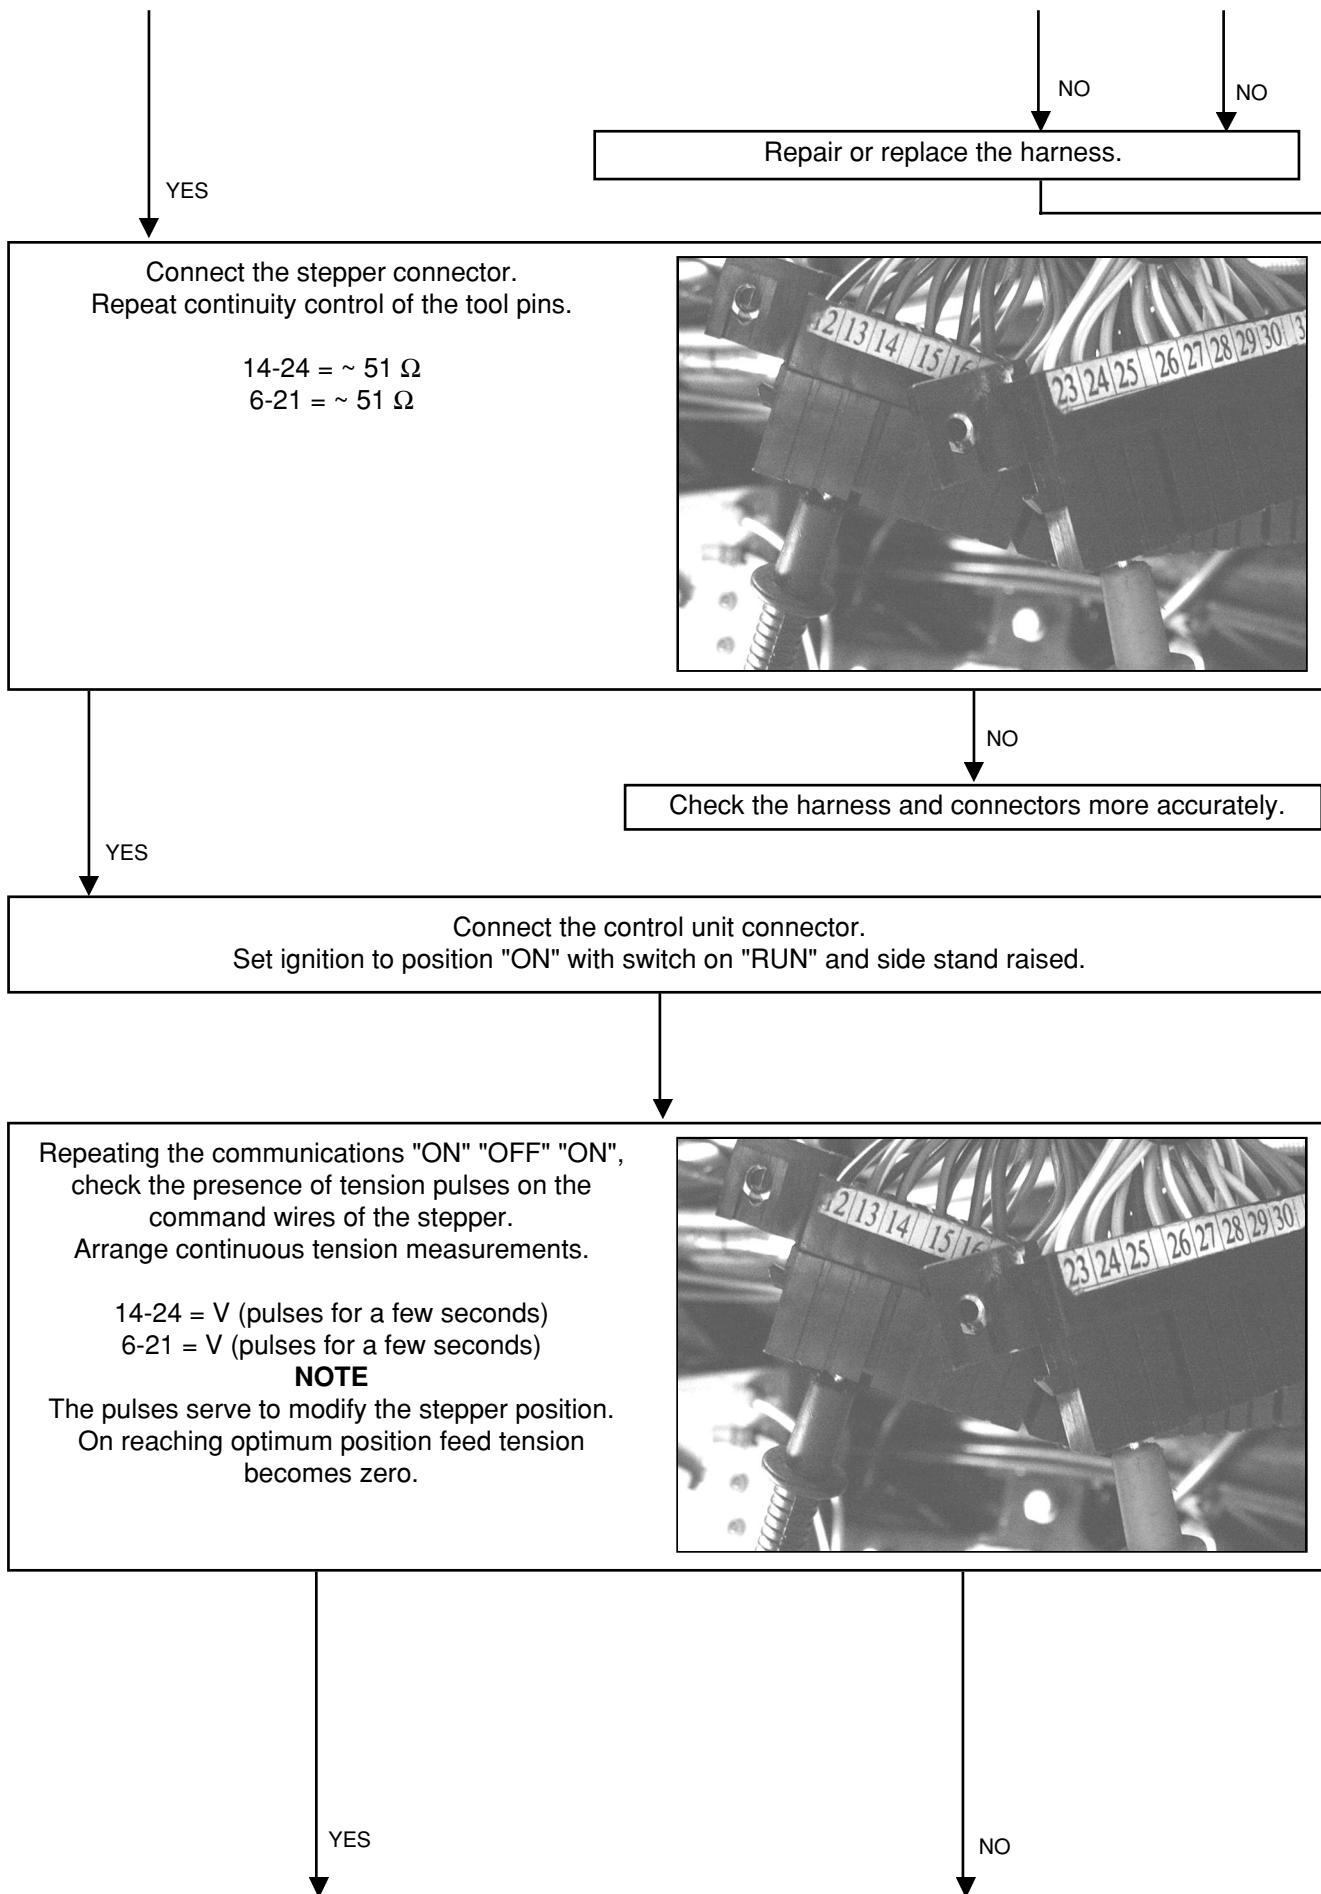 NO
NO
Repair or replace the harness.
YES
Connect the stepper connector.
Repeat continuity control of the tool pins.
14-24 = ~ 51 Ω
6-21 = ~ 51 Ω
12 13 14 15 16
23 24 25 26 27 28 29 30 3
NO
Check the harness and connectors more accurately.
YES
Connect the control unit connector.
Set ignition to position "ON" with switch on "RUN" and side stand raised.
Repeating the communications "ON" "OFF" "ON",
check the presence of tension pulses on the
command wires of the stepper.
Arrange continuous tension measurements.
14-24 = V (pulses for a few seconds)
6-21 = V (pulses for a few seconds)
NOTE
The pulses serve to modify the stepper position.
On reaching optimum position feed tension
becomes zero.
12 13 14 15 16
23 24 25 26 27 28 29 30
YES
NO